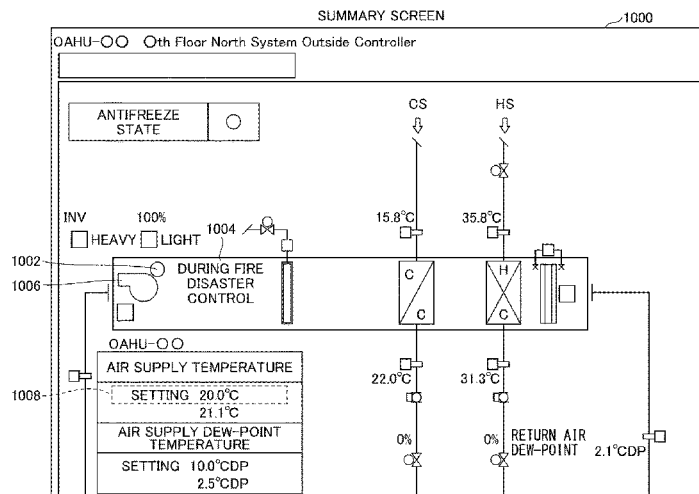 SUMMARY SCREEN
1000
OAHU-○○ ○th Floor North System Outside Controller
ANTIFREEZE
STATE
CS
HS
INV 100%
HEAVY LIGHT
1004
15.8°C
35.8°C
1002
1006
DURING FIRE
DISASTER
CONTROL
C
C
H
C
OAHU-○○
AIR SUPPLY TEMPERATURE
1008
SETTING 20.0°C
21.1°C
AIR SUPPLY DEW-POINT
TEMPERATURE
SETTING 10.0°CDP
2.5°CDP
22.0°C
31.3°C
0%
0%
RETURN AIR
DEW-POINT
2.1°CDP